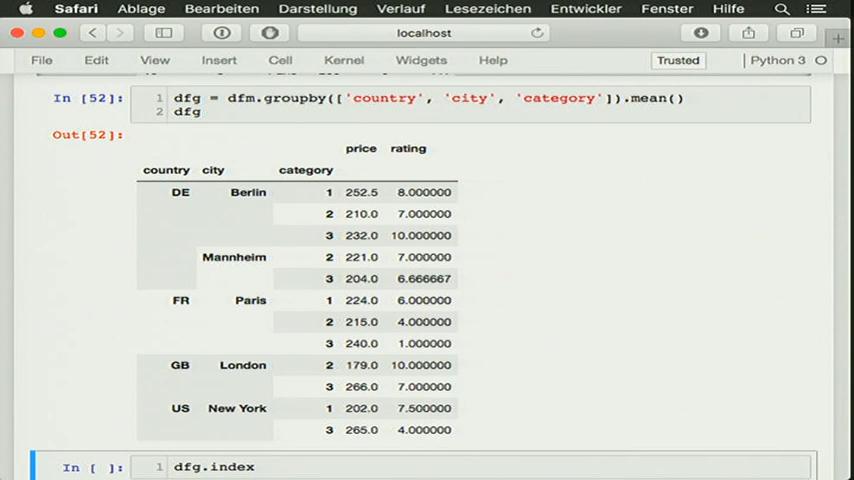 Safari Ablage Bearbeiten Darstellung Verlauf Lesezeichen Entwickler Fenster Hilfe
localhost
File Edit View Insert Cell Kernel Widgets Help Trusted Python 3
In [52]: 1 dfg = dfm.groupby(['country', 'city', 'category']).mean()
2 dfg
Out[52]:
price rating
country city category
DE Berlin 1 252.5 8.000000
2 210.0 7.000000
3 232.0 10.000000
Mannheim 2 221.0 7.000000
3 204.0 6.666667
FR Paris 1 224.0 6.000000
2 215.0 4.000000
3 240.0 1.000000
GB London 2 179.0 10.000000
3 266.0 7.000000
US New York 1 202.0 7.500000
3 265.0 4.000000
In [ ]: 1 dfg.index